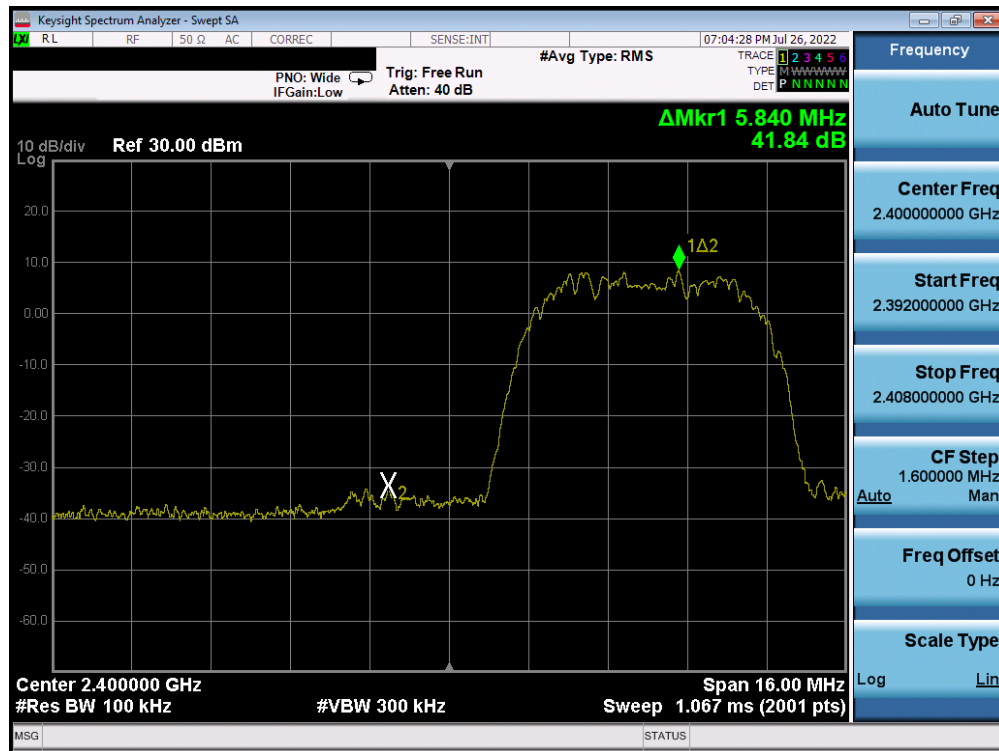 Keysight Spectrum Analyzer - Swept SA
LXI RL RF 50 Ω AC CORREC SENSE:INT 07:04:28 PM Jul 26, 2022
#Avg Type: RMS
TRACE 1 2 3 4 5 6
TYPE M WWWWW
DET P N N N N N
PNO: Wide Trig: Free Run
IFGain:Low Atten: 40 dB
ΔMkr1 5.840 MHz
41.84 dB
10 dB/div Ref 30.00 dBm
Log
20.0
10.0
0.00
-10.0
-20.0
-30.0
-40.0
-50.0
-60.0
1Δ2
X2
Center 2.400000 GHz Span 16.00 MHz
#Res BW 100 kHz #VBW 300 kHz Sweep 1.067 ms (2001 pts)
MSG STATUS
Frequency
Auto Tune
Center Freq
2.400000000 GHz
Start Freq
2.392000000 GHz
Stop Freq
2.408000000 GHz
CF Step
1.600000 MHz
Auto Man
Freq Offset
0 Hz
Scale Type
Log Lin